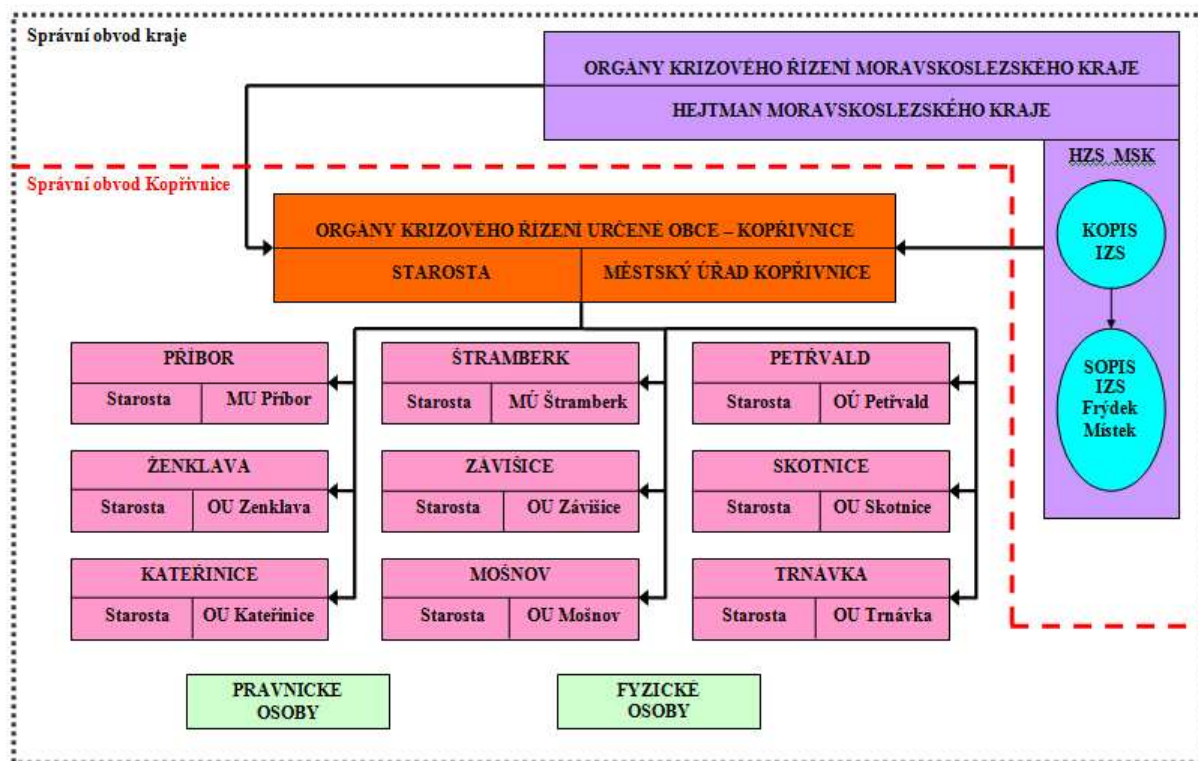 Správní obvod kraje
ORGÁNY KRIZOVÉHO ŘÍZENÍ MORAVSKOSLEZSKÉHO KRAJE
HEJTMAN MORAVSKOSLEZSKÉHO KRAJE
HZS MSK
Správní obvod Kopřivnice
KOPIS
IZS
ORGÁNY KRIZOVÉHO ŘÍZENÍ URČENÉ OBCE – KOPŘIVNICE
STAROSTA
MĚSTSKÝ ÚŘAD KOPŘIVNICE
SOPIS
IZS
Frýdek
Místek
PŘÍBOR
Starosta
MU Příbor
ŠTRAMBERK
Starosta
MÚ Štramberk
PETŘVALD
Starosta
OÚ Petřvald
ŽENKLAVA
Starosta
OU Zenklava
ZÁVIŠICE
Starosta
OU Závišice
SKOTNICE
Starosta
OU Skotnice
KATEŘINICE
Starosta
OU Kateřinice
MOŠNOV
Starosta
OU Mošnov
TRNÁVKA
Starosta
OU Trnávka
PRAVNICKE
OSOBY
FYZICKÉ
OSOBY